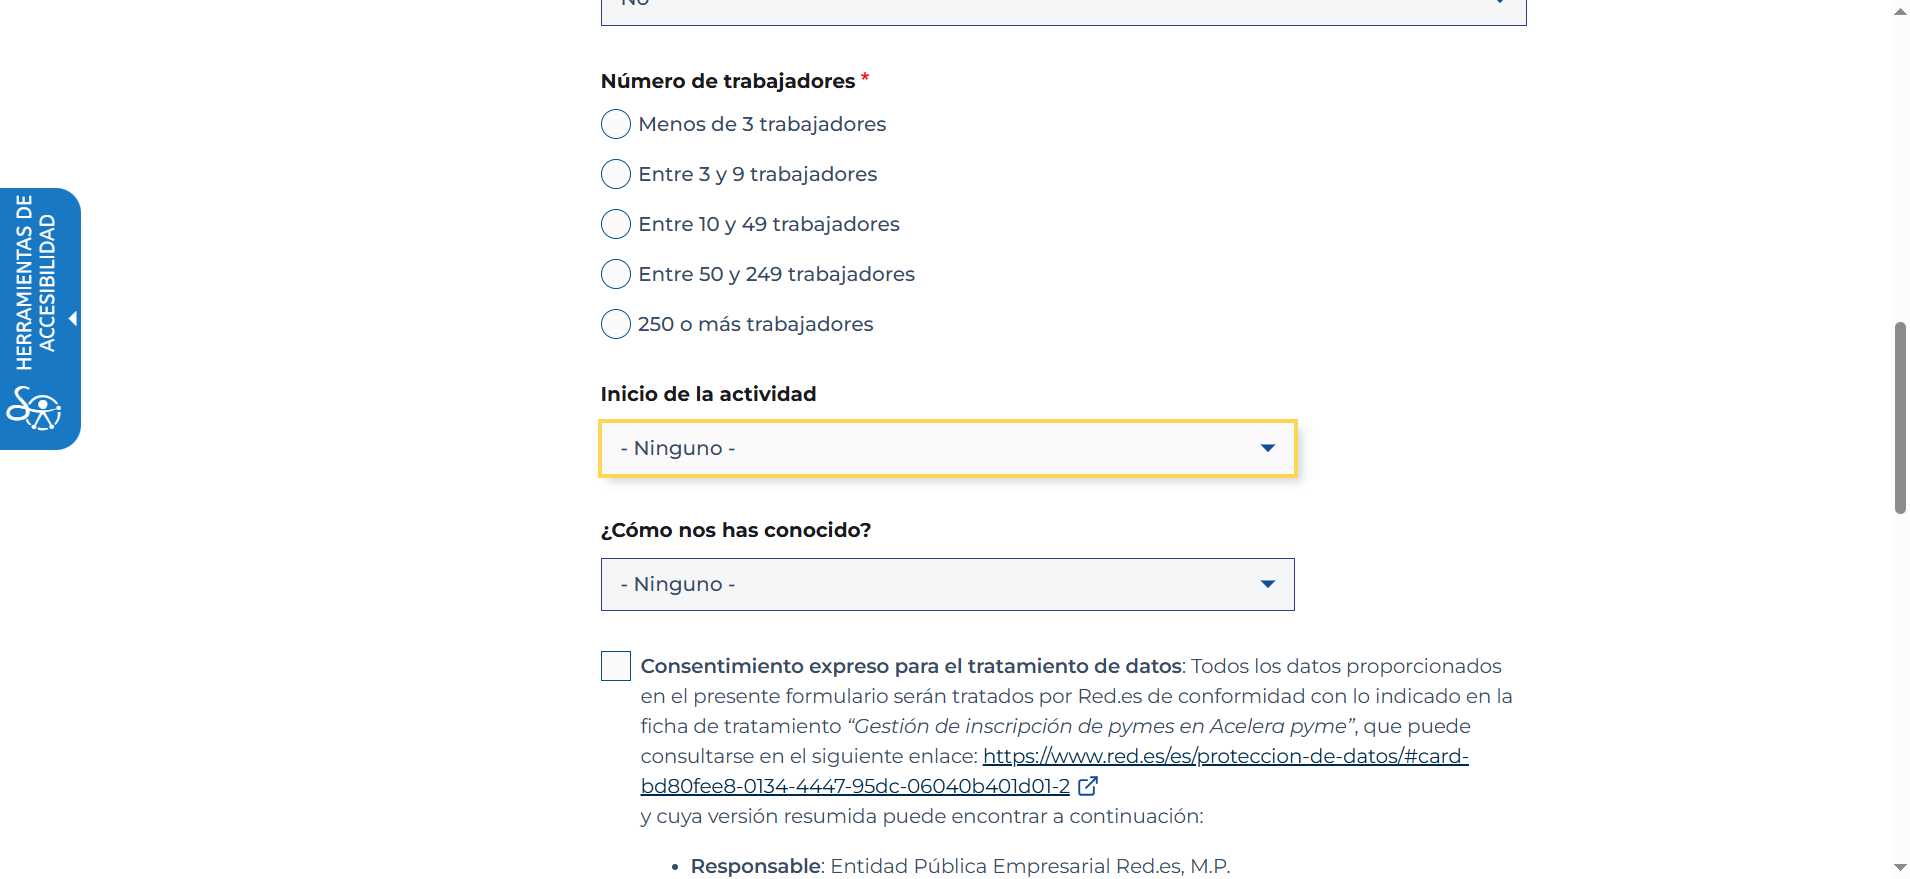 No
Número de trabajadores *
Menos de 3 trabajadores
Entre 3 y 9 trabajadores
Entre 10 y 49 trabajadores
Entre 50 y 249 trabajadores
250 o más trabajadores
HERRAMIENTAS DE
ACCESIBILIDAD
Inicio de la actividad
- Ninguno -
¿Cómo nos has conocido?
- Ninguno -
Consentimiento expreso para el tratamiento de datos: Todos los datos proporcionados
en el presente formulario serán tratados por Red.es de conformidad con lo indicado en la
ficha de tratamiento “Gestión de inscripción de pymes en Acelera pyme”, que puede
consultarse en el siguiente enlace: https://www.red.es/es/proteccion-de-datos/#card-
bd80fee8-0134-4447-95dc-06040b401d01-2
y cuya versión resumida puede encontrar a continuación:
• Responsable: Entidad Pública Empresarial Red.es, M.P.